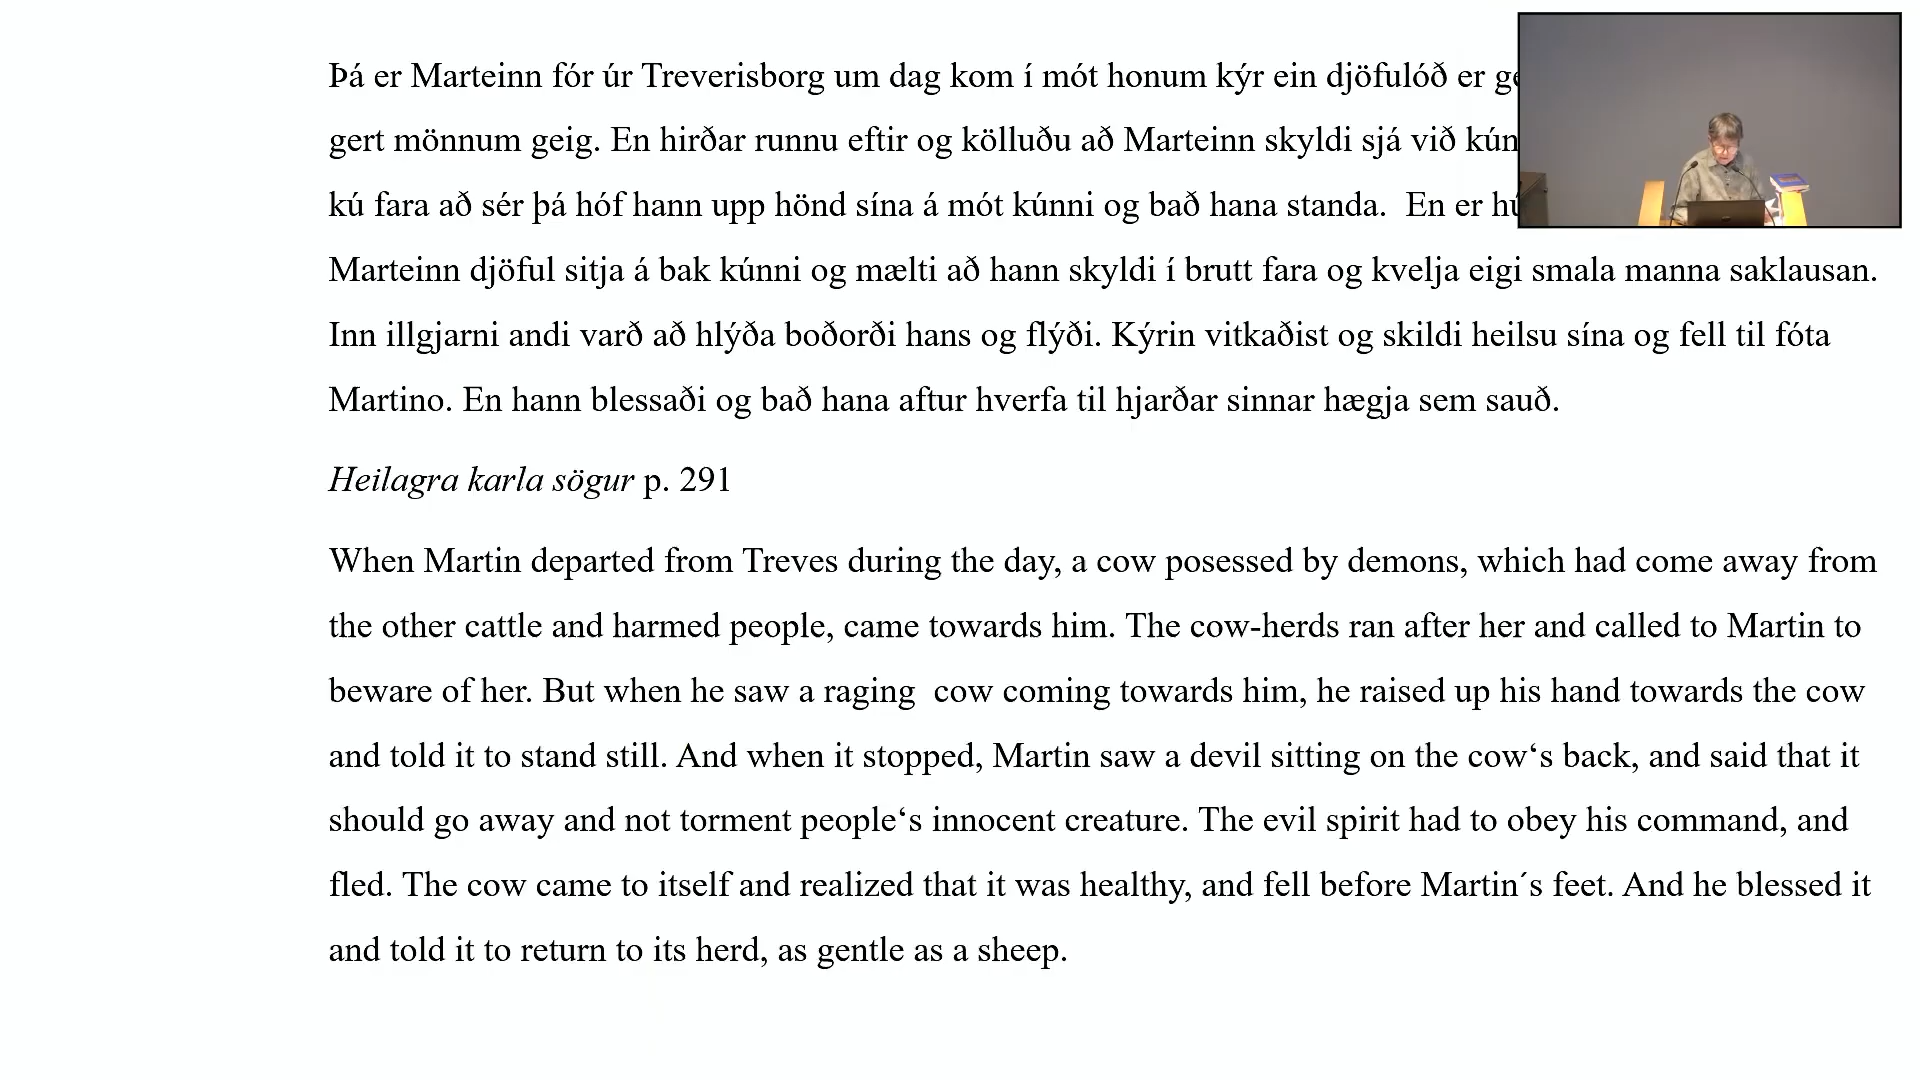 Þá er Marteinn fór úr Treverisborg um dag kom í mót honum kýr ein djöfulóð er
gert mönnum geig. En hirðar runnu eftir og kölluðu að Marteinn skyldi sjá við
kú fara að sér þá hóf hann upp hönd sína á mót kúnni og bað hana standa.  En er
Marteinn djöful sitja á bak kúnni og mælti að hann skyldi í brutt fara og kvelja eigi smala manna saklausan.
Inn illgjarni andi varð að hlýða boðorði hans og flýði. Kýrin vitkaðist og skildi heilsu sína og fell til fóta
Martino. En hann blessaði og bað hana aftur hverfa til hjarðar sinnar hægja sem sauð.
Heilagra karla sögur p. 291
When Martin departed from Treves during the day, a cow posessed by demons, which had come away from
the other cattle and harmed people, came towards him. The cow-herds ran after her and called to Martin to
beware of her. But when he saw a raging  cow coming towards him, he raised up his hand towards the cow
and told it to stand still. And when it stopped, Martin saw a devil sitting on the cow‘s back, and said that it
should go away and not torment people‘s innocent creature. The evil spirit had to obey his command, and
fled. The cow came to itself and realized that it was healthy, and fell before Martin´s feet. And he blessed it
and told it to return to its herd, as gentle as a sheep.